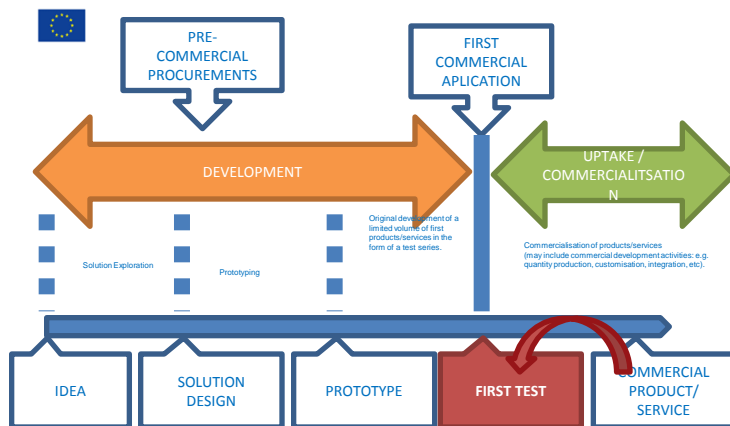 PRE-
COMMERCIAL
PROCUREMENTS
FIRST
COMMERCIAL
APLICATION
DEVELOPMENT
UPTAKE /
COMMERCIALITSATIO
N
Original development of a
limited volume of first
products/services in the
form of a test series.
Solution Exploration
Prototyping
Commercialisation of products/services
(may include commercial development activities: e.g.
quantity production, customisation, integration, etc).
IDEA
SOLUTION
DESIGN
PROTOTYPE
FIRST TEST
COMMERCIAL
PRODUCT/
SERVICE